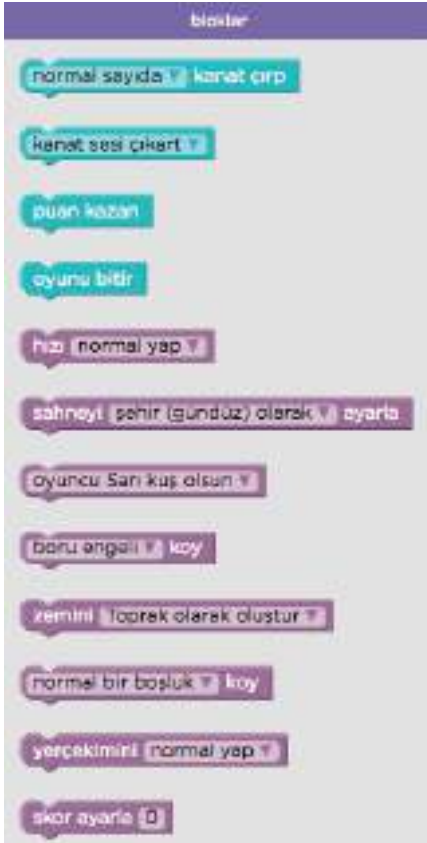 bloklar
normal sayıda kanat çırp
kanat sesi çıkart
puan kazan
oyunu bitir
hızı normal yap
sahneyi şehir (gündüz) olarak ayarla
oyuncu Sarı kuş olsun
boru engeli koy
zemini Toprak olarak oluştur
normal bir boşluk koy
yerçekimini normal yap
skor ayarla 0